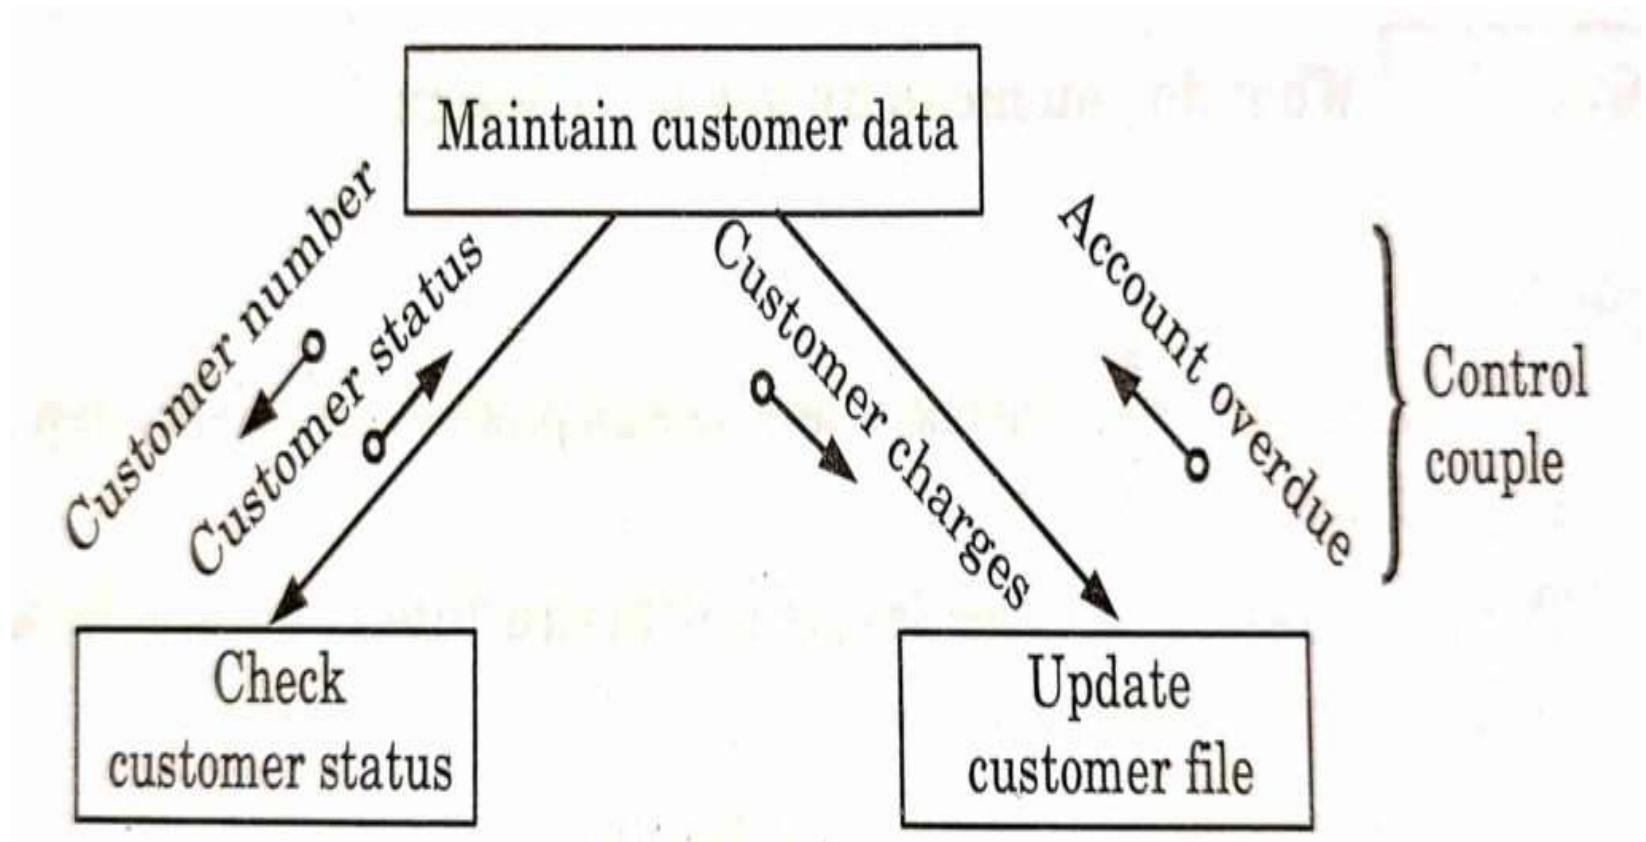 Maintain customer data
Customer number
Customer status
Customer charges
Account overdue
Control
couple
Check
customer status
Update
customer file